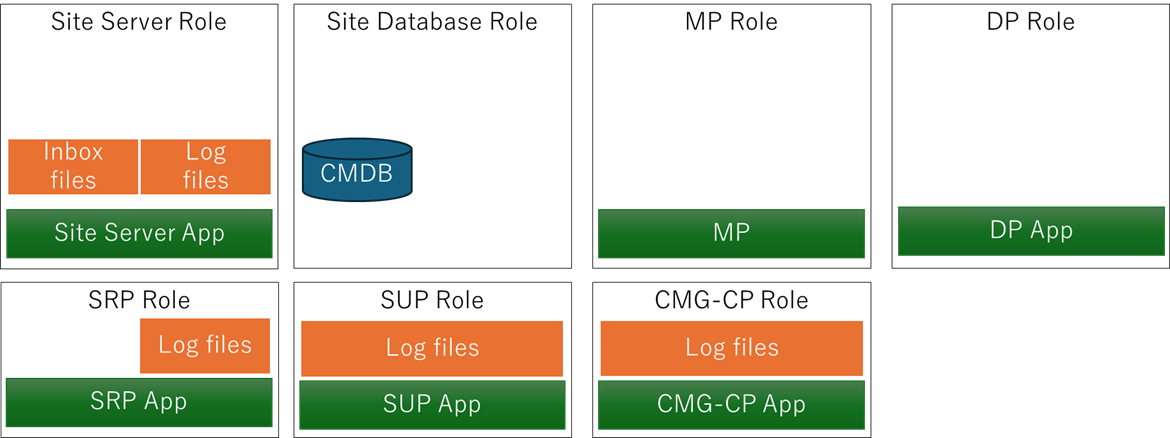 Site Server Role
Inbox
files
Log
files
Site Server App
Site Database Role
CMDB
MP Role
MP
DP Role
DP App
SRP Role
Log files
SRP App
SUP Role
Log files
SUP App
CMG-CP Role
Log files
CMG-CP App